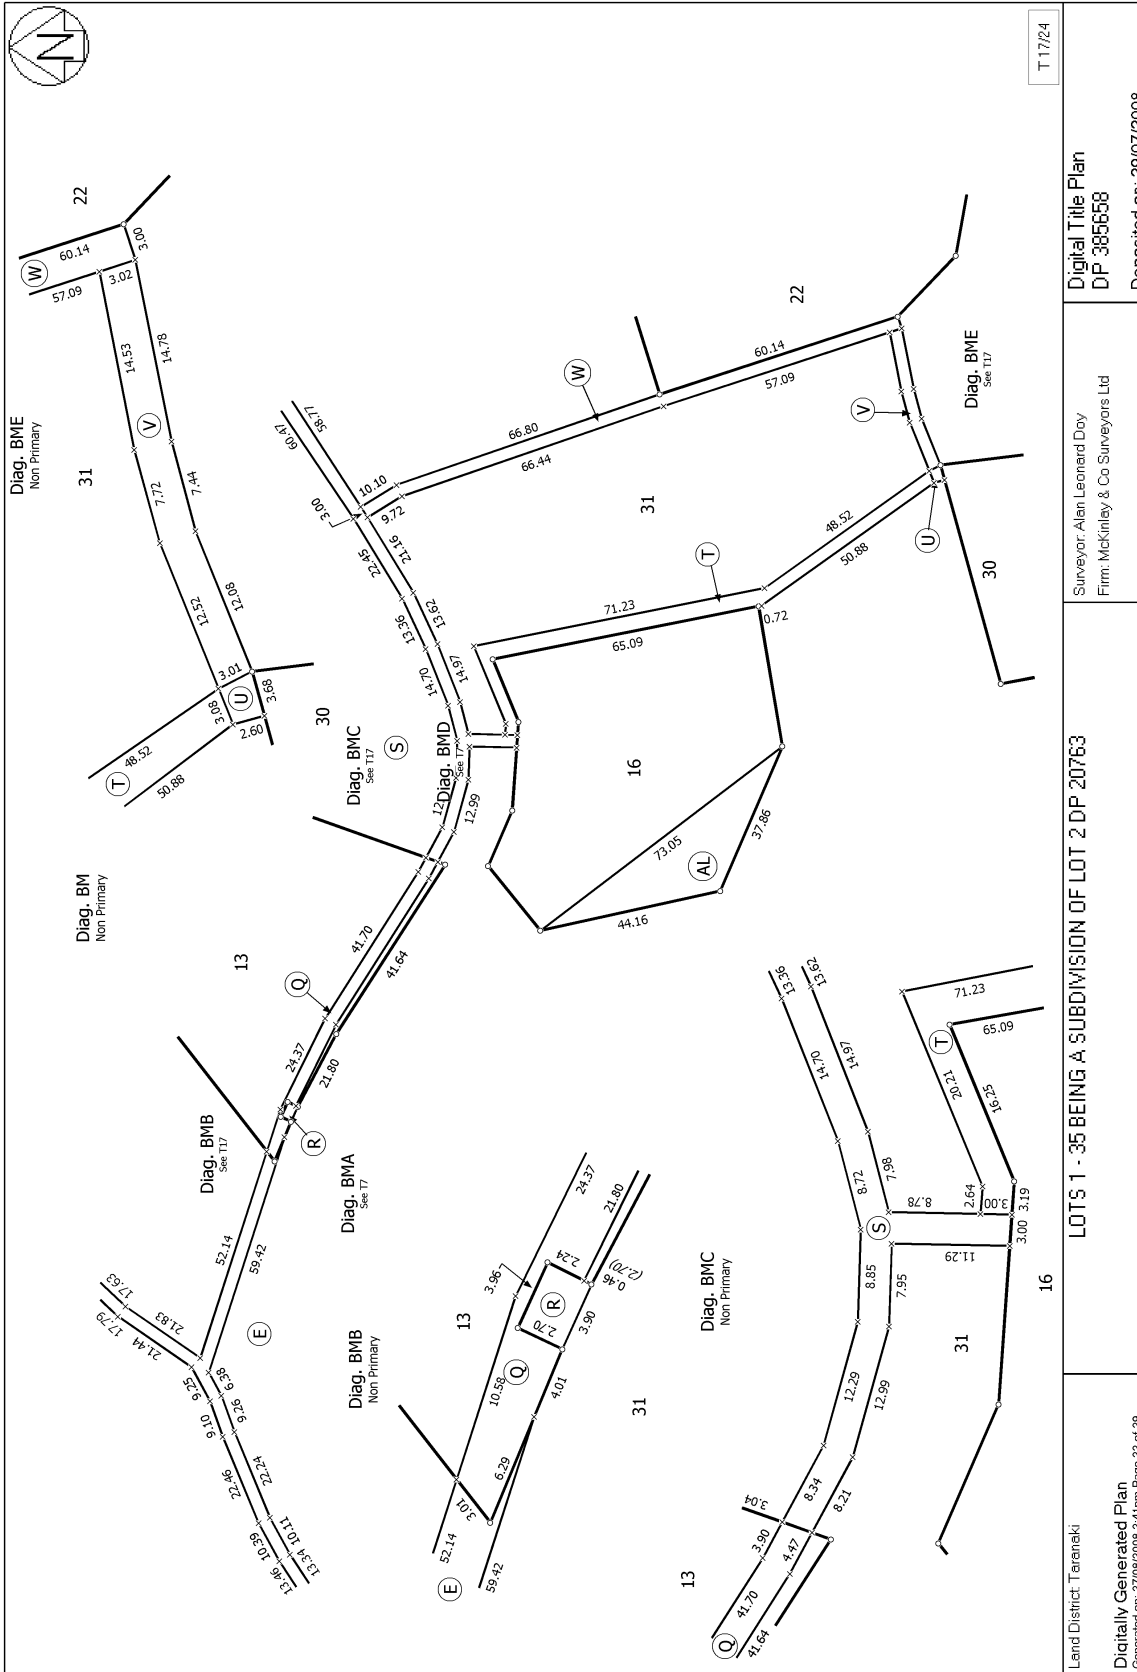 N
T 17/24
Diag. BME
Non Primary
31
22
W
60.14
57.09
3.02
3.00
14.53
14.78
V
7.72
7.44
12.52
12.08
3.01
3.08
U
3.68
2.60
30
T
48.52
50.88
Diag. BM
Non Primary
13
Q
41.70
41.64
24.37
21.80
R
Diag. BMB
See T17
Diag. BMA
See T7
52.14
59.42
E
17.63
17.79
21.83
21.44
9.25
6.38
9.10
9.26
22.46
22.24
10.39
10.11
13.46
13.34
Diag. BMC
See T17
S
Diag. BMD
See T7
12.99
14.70
14.97
13.36
13.62
22.45
21.16
3.00
60.47
58.77
10.10
9.72
66.80
66.44
W
60.14
57.09
22
31
V
Diag. BME
See T17
U
30
T
48.52
50.88
71.23
65.09
0.72
16
73.05
37.86
AL
44.16
Diag. BMB
Non Primary
13
3.96
24.37
21.80
2.24
0.46
(2.70)
R
2.70
3.90
Q
10.58
4.01
6.29
3.01
52.14
E
59.42
31
Diag. BMC
Non Primary
13
13.36
13.62
14.70
14.97
71.23
65.09
T
20.21
16.25
8.72
7.98
S
8.78
2.64
3.00
3.19
3.00
11.29
8.85
7.95
12.29
12.99
31
16
8.34
8.21
3.04
3.90
4.47
41.70
Q
41.64
Land District: Taranaki
Digitally Generated Plan
LOTS 1 - 35 BEING A SUBDIVISION OF LOT 2 DP 20763
Surveyor: Alan Leonard Doy
Firm: McKinlay & Co Surveyors Ltd
Digital Title Plan
DP 385658